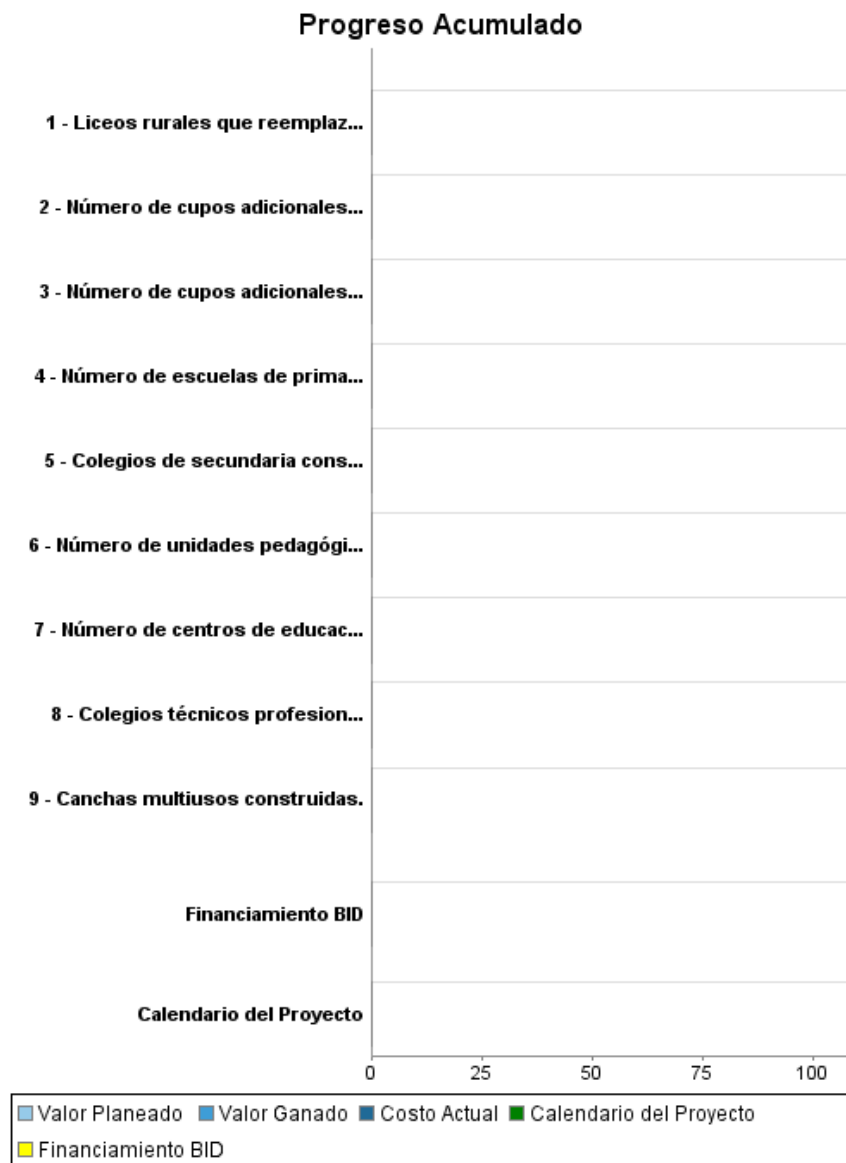 Progreso Acumulado
1 - Liceos rurales que reemplaz...
2 - Número de cupos adicionales...
3 - Número de cupos adicionales...
4 - Número de escuelas de prima...
5 - Colegios de secundaria cons...
6 - Número de unidades pedagógi...
7 - Número de centros de educac...
8 - Colegios técnicos profesion...
9 - Canchas multiusos construidas.
Financiamiento BID
Calendario del Proyecto
0 25 50 75 100
Valor Planeado Valor Ganado Costo Actual Calendario del Proyecto
Financiamiento BID